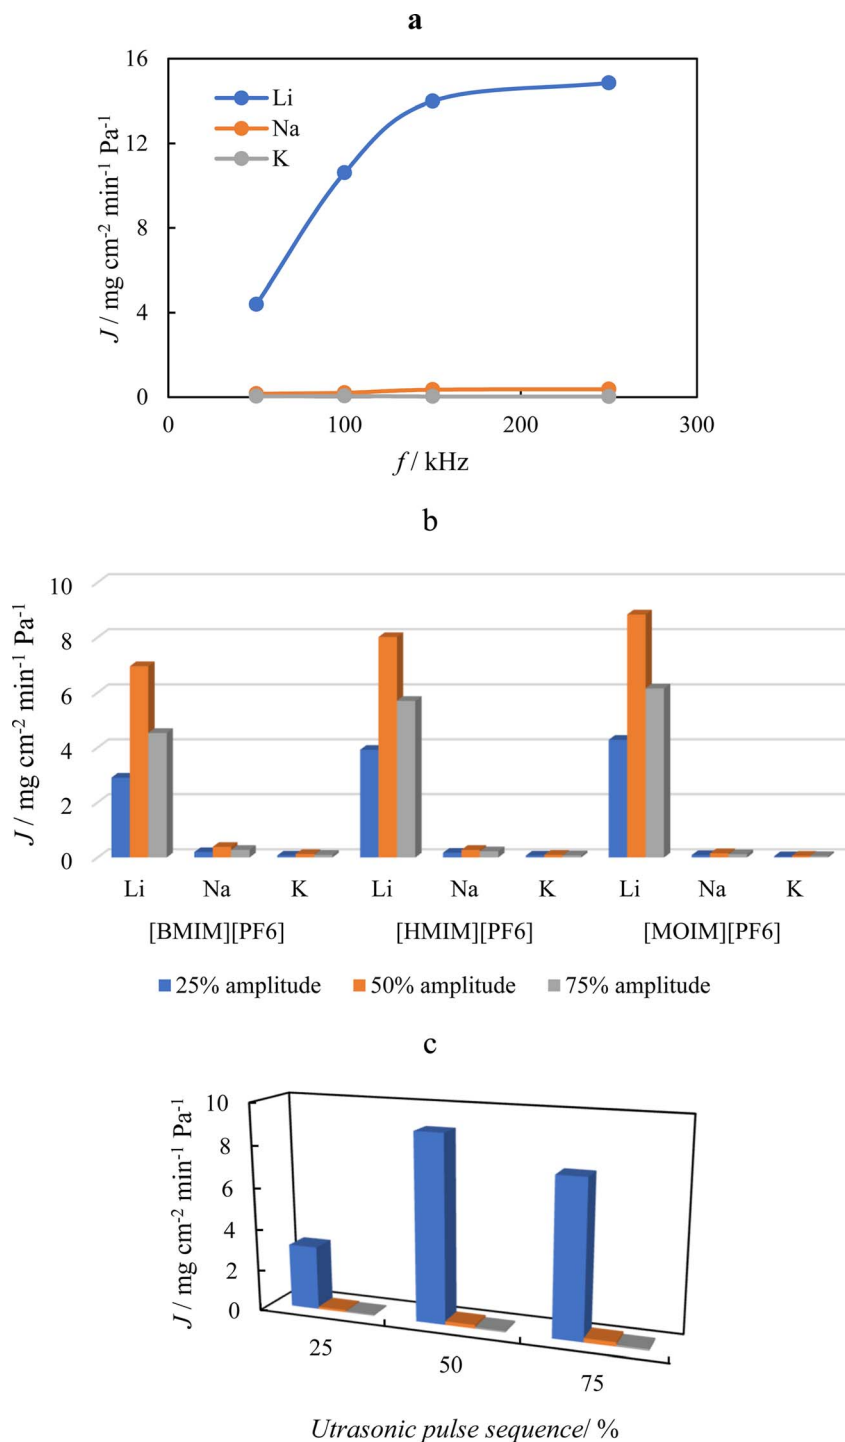 a
16
12
8
4
0
J / mg cm⁻² min⁻¹ Pa⁻¹
Li
Na
K
0 100 200 300
f / kHz
b
10
8
6
4
2
0
J / mg cm⁻² min⁻¹ Pa⁻¹
Li Na K Li Na K Li Na K
[BMIM][PF6] [HMIM][PF6] [MOIM][PF6]
25% amplitude 50% amplitude 75% amplitude
c
10
8
6
4
2
0
J / mg cm⁻² min⁻¹ Pa⁻¹
25 50 75
Utrasonic pulse sequence/ %